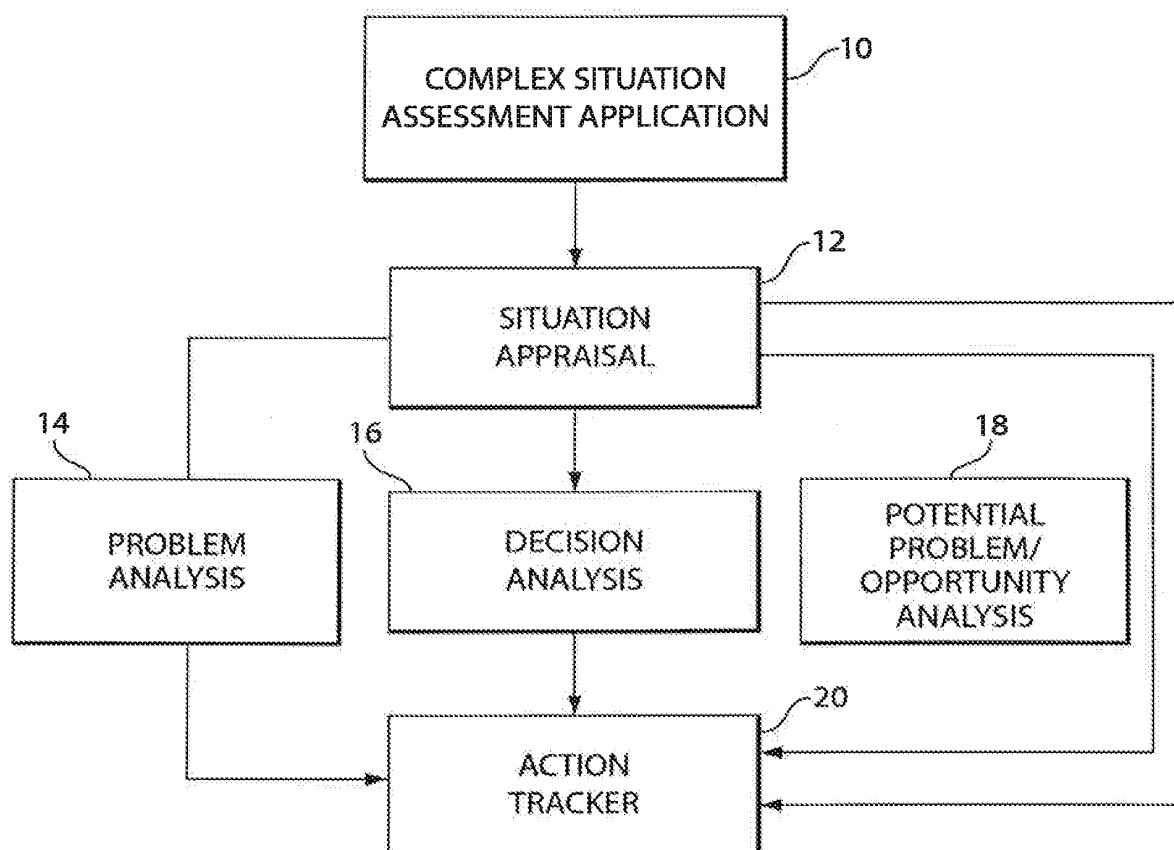 COMPLEX SITUATION
ASSESSMENT APPLICATION
10
SITUATION
APPRAISAL
12
PROBLEM
ANALYSIS
14
DECISION
ANALYSIS
16
POTENTIAL
PROBLEM/
OPPORTUNITY
ANALYSIS
18
ACTION
TRACKER
20